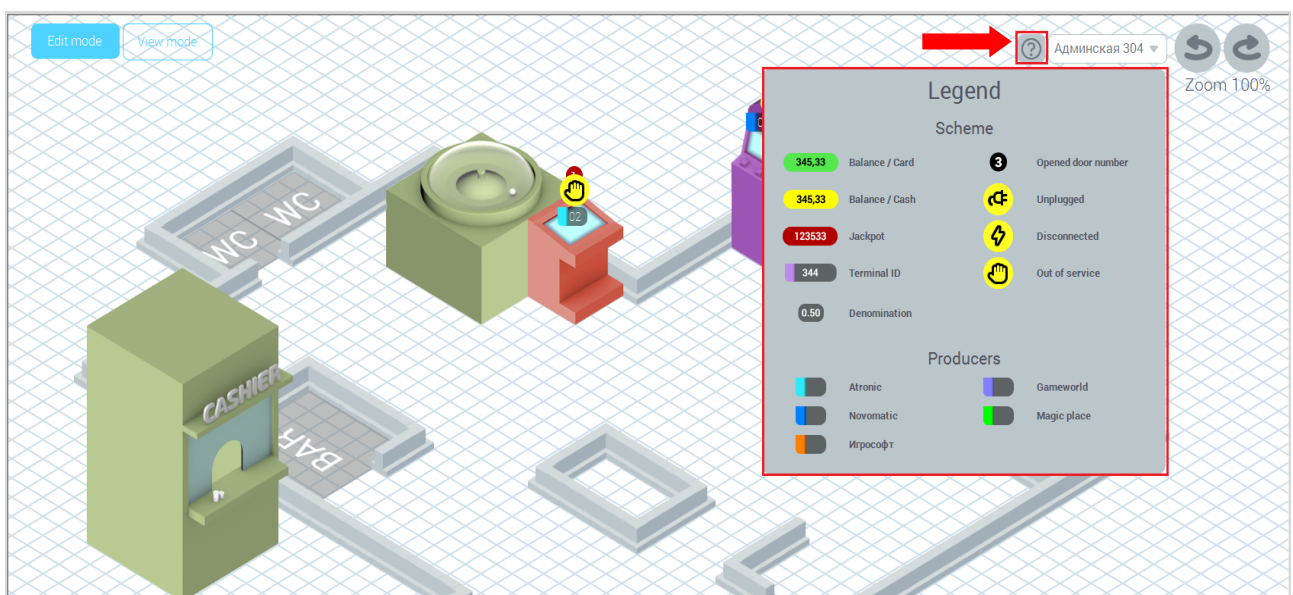 Edit mode
View mode
Админская 304
Zoom 100%
Legend
Scheme
345,33 Balance / Card
3 Opened door number
345,33 Balance / Cash
Unplugged
123533 Jackpot
Disconnected
344 Terminal ID
Out of service
0.50 Denomination
Producers
Atronic
Gameworld
Novomatic
Magic place
Игрософт
WC
WC
02
CASHIER
BAR